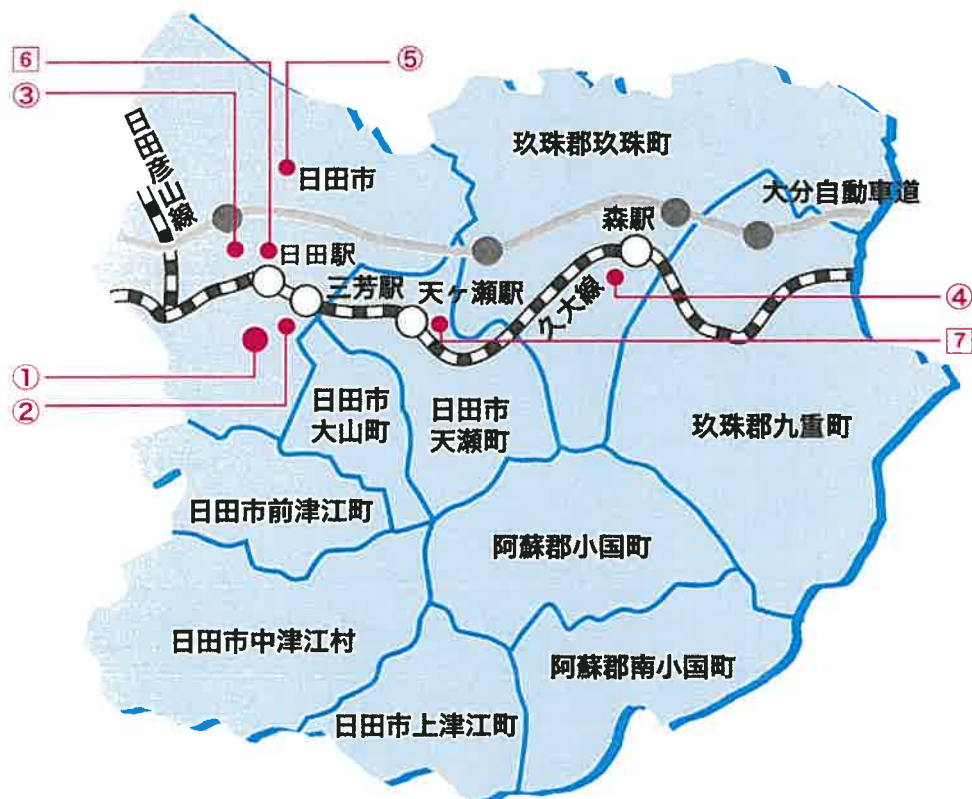 6
⑤
③
日田彦山線
玖珠郡玖珠町
日田市
大分自動車道
森駅
日田駅
三芳駅
天ヶ瀬駅
久大線
④
7
①
②
日田市
大山町
日田市
天瀬町
玖珠郡九重町
日田市前津江町
阿蘇郡小国町
日田市中津江村
阿蘇郡南小国町
日田市上津江町